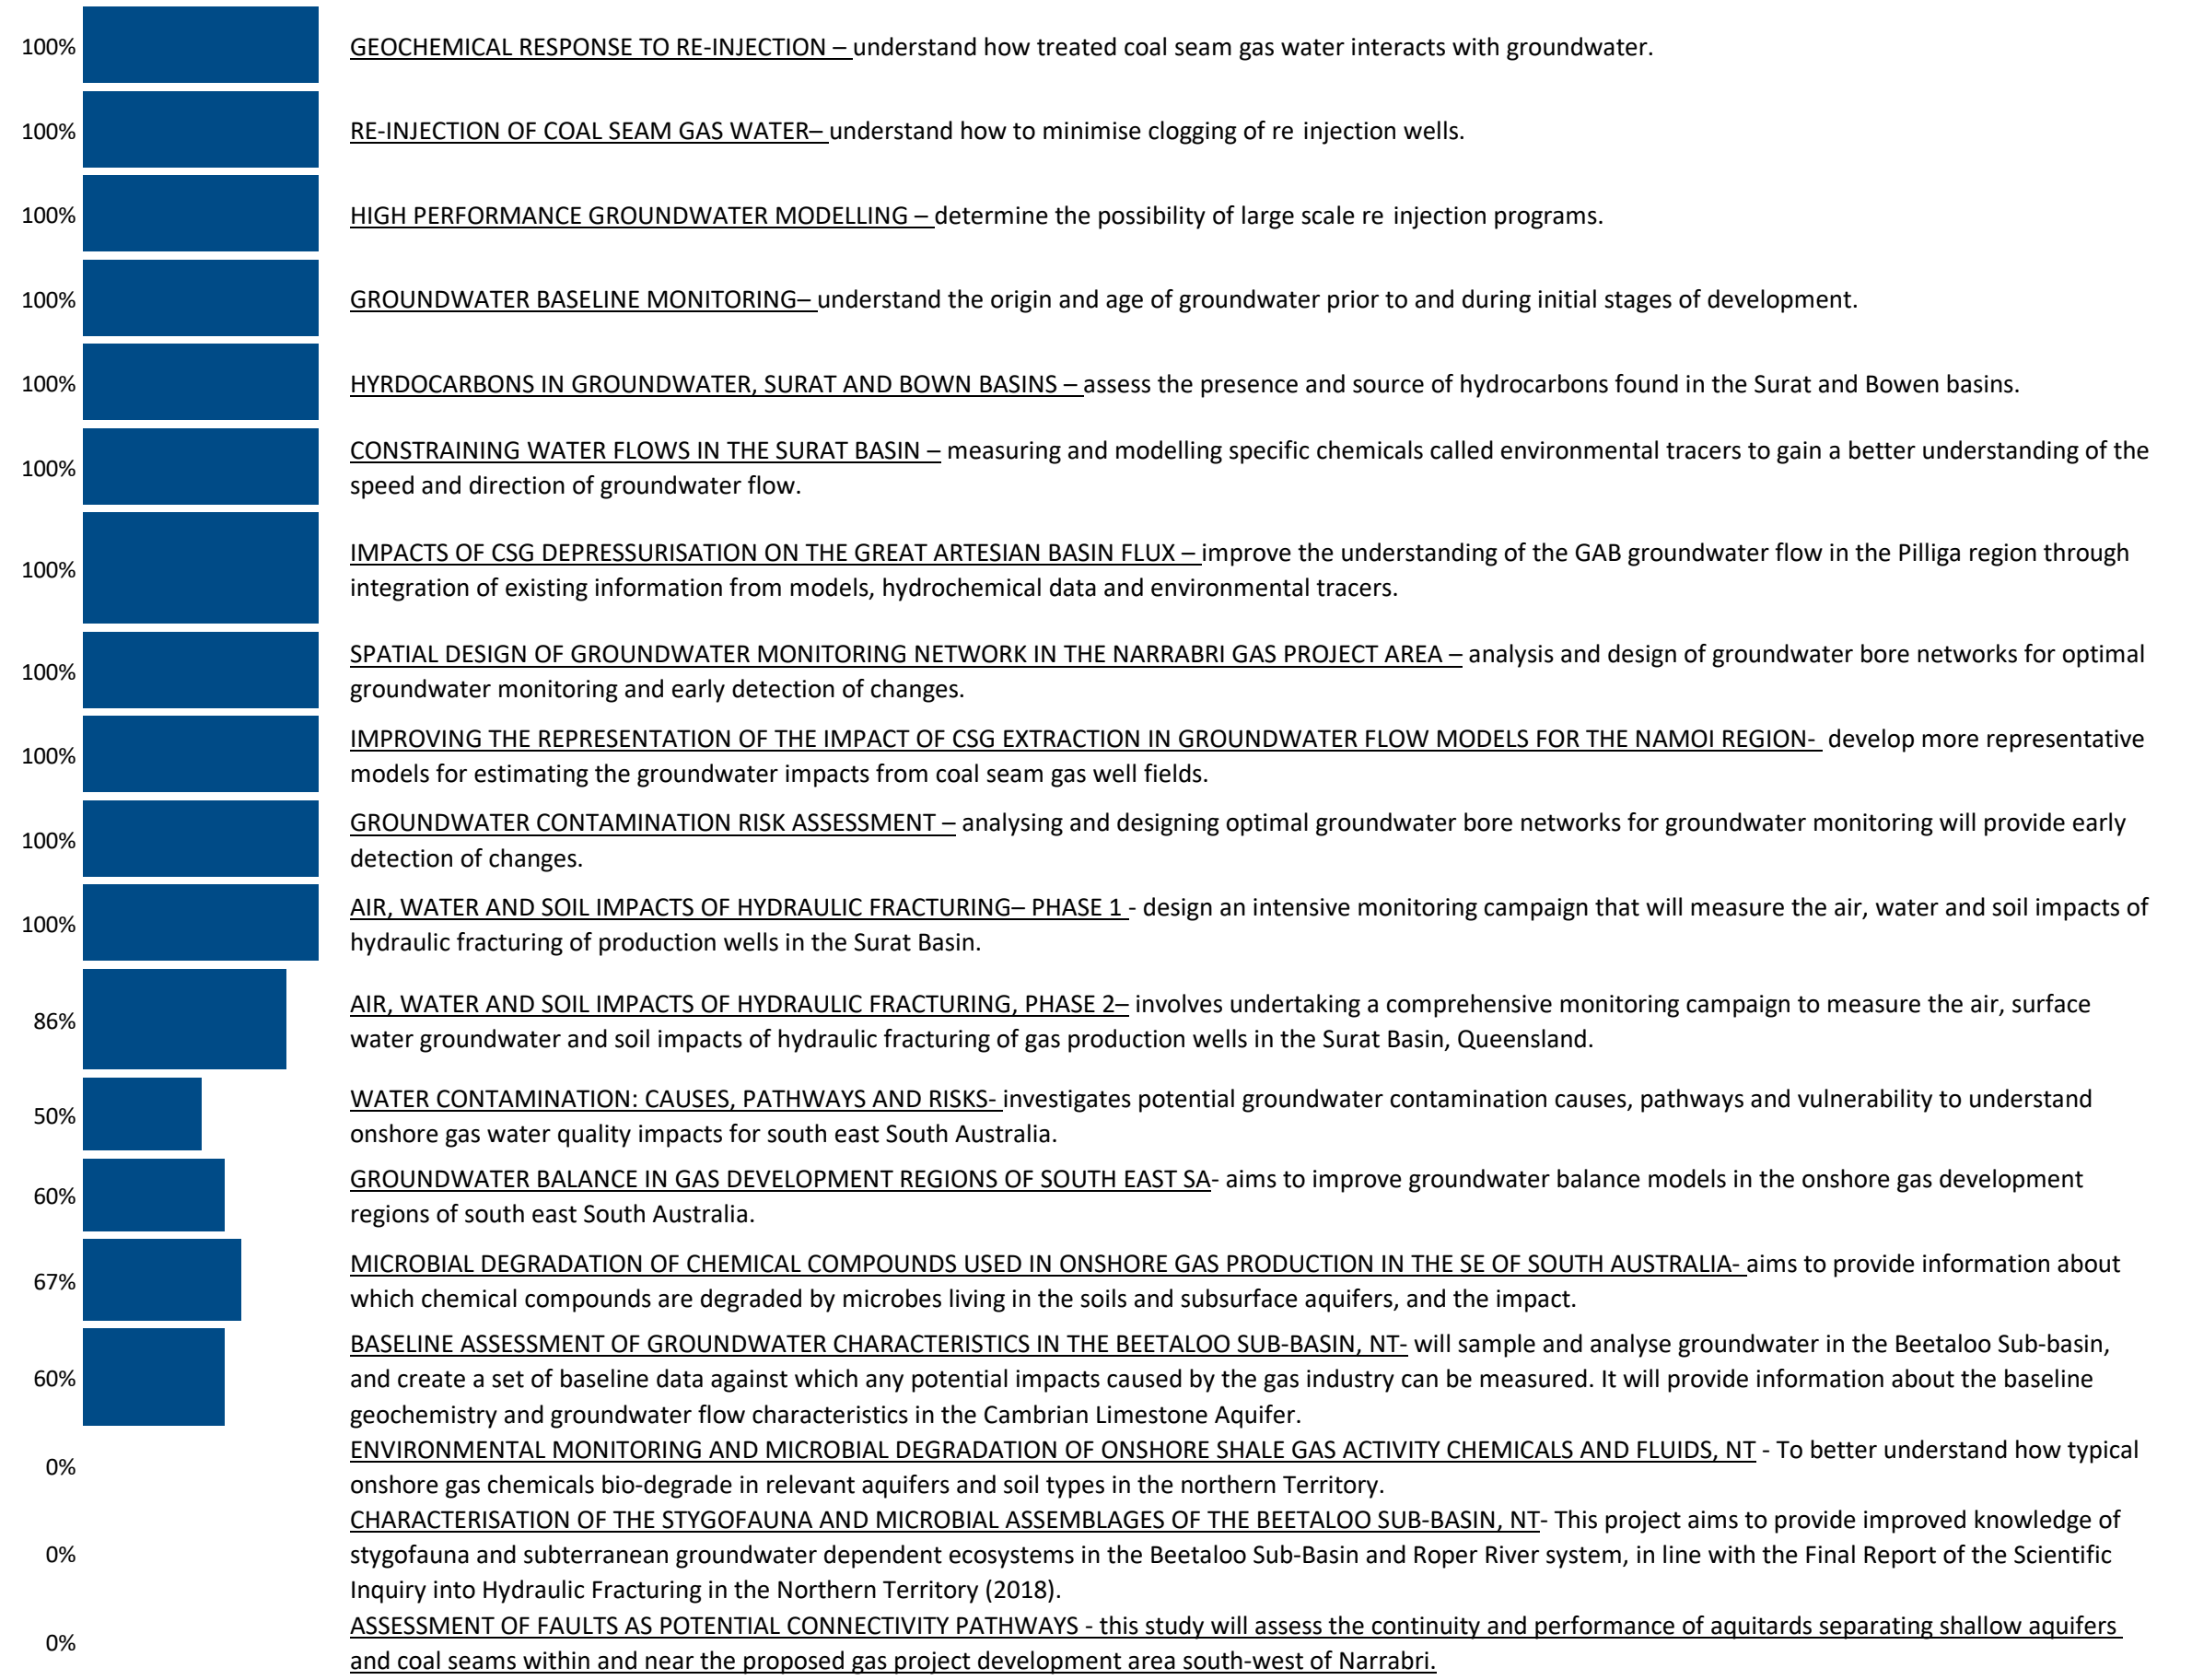 100% GEOCHEMICAL RESPONSE TO RE-INJECTION – understand how treated coal seam gas water interacts with groundwater.
100% RE-INJECTION OF COAL SEAM GAS WATER– understand how to minimise clogging of re injection wells.
100% HIGH PERFORMANCE GROUNDWATER MODELLING – determine the possibility of large scale re injection programs.
100% GROUNDWATER BASELINE MONITORING– understand the origin and age of groundwater prior to and during initial stages of development.
100% HYRDOCARBONS IN GROUNDWATER, SURAT AND BOWN BASINS – assess the presence and source of hydrocarbons found in the Surat and Bowen basins.
100% CONSTRAINING WATER FLOWS IN THE SURAT BASIN – measuring and modelling specific chemicals called environmental tracers to gain a better understanding of the
speed and direction of groundwater flow.
100% IMPACTS OF CSG DEPRESSURISATION ON THE GREAT ARTESIAN BASIN FLUX – improve the understanding of the GAB groundwater flow in the Pilliga region through
integration of existing information from models, hydrochemical data and environmental tracers.
100% SPATIAL DESIGN OF GROUNDWATER MONITORING NETWORK IN THE NARRABRI GAS PROJECT AREA – analysis and design of groundwater bore networks for optimal
groundwater monitoring and early detection of changes.
100% IMPROVING THE REPRESENTATION OF THE IMPACT OF CSG EXTRACTION IN GROUNDWATER FLOW MODELS FOR THE NAMOI REGION- develop more representative
models for estimating the groundwater impacts from coal seam gas well fields.
100% GROUNDWATER CONTAMINATION RISK ASSESSMENT – analysing and designing optimal groundwater bore networks for groundwater monitoring will provide early
detection of changes.
100% AIR, WATER AND SOIL IMPACTS OF HYDRAULIC FRACTURING– PHASE 1 - design an intensive monitoring campaign that will measure the air, water and soil impacts of
hydraulic fracturing of production wells in the Surat Basin.
86% AIR, WATER AND SOIL IMPACTS OF HYDRAULIC FRACTURING, PHASE 2– involves undertaking a comprehensive monitoring campaign to measure the air, surface
water groundwater and soil impacts of hydraulic fracturing of gas production wells in the Surat Basin, Queensland.
50% WATER CONTAMINATION: CAUSES, PATHWAYS AND RISKS- investigates potential groundwater contamination causes, pathways and vulnerability to understand
onshore gas water quality impacts for south east South Australia.
60% GROUNDWATER BALANCE IN GAS DEVELOPMENT REGIONS OF SOUTH EAST SA- aims to improve groundwater balance models in the onshore gas development
regions of south east South Australia.
67% MICROBIAL DEGRADATION OF CHEMICAL COMPOUNDS USED IN ONSHORE GAS PRODUCTION IN THE SE OF SOUTH AUSTRALIA- aims to provide information about
which chemical compounds are degraded by microbes living in the soils and subsurface aquifers, and the impact.
60% BASELINE ASSESSMENT OF GROUNDWATER CHARACTERISTICS IN THE BEETALOO SUB-BASIN, NT- will sample and analyse groundwater in the Beetaloo Sub-basin,
and create a set of baseline data against which any potential impacts caused by the gas industry can be measured. It will provide information about the baseline
geochemistry and groundwater flow characteristics in the Cambrian Limestone Aquifer.
0% ENVIRONMENTAL MONITORING AND MICROBIAL DEGRADATION OF ONSHORE SHALE GAS ACTIVITY CHEMICALS AND FLUIDS, NT - To better understand how typical
onshore gas chemicals bio-degrade in relevant aquifers and soil types in the northern Territory.
0% CHARACTERISATION OF THE STYGOFAUNA AND MICROBIAL ASSEMBLAGES OF THE BEETALOO SUB-BASIN, NT- This project aims to provide improved knowledge of
stygofauna and subterranean groundwater dependent ecosystems in the Beetaloo Sub-Basin and Roper River system, in line with the Final Report of the Scientific
Inquiry into Hydraulic Fracturing in the Northern Territory (2018).
0% ASSESSMENT OF FAULTS AS POTENTIAL CONNECTIVITY PATHWAYS - this study will assess the continuity and performance of aquitards separating shallow aquifers
and coal seams within and near the proposed gas project development area south-west of Narrabri.